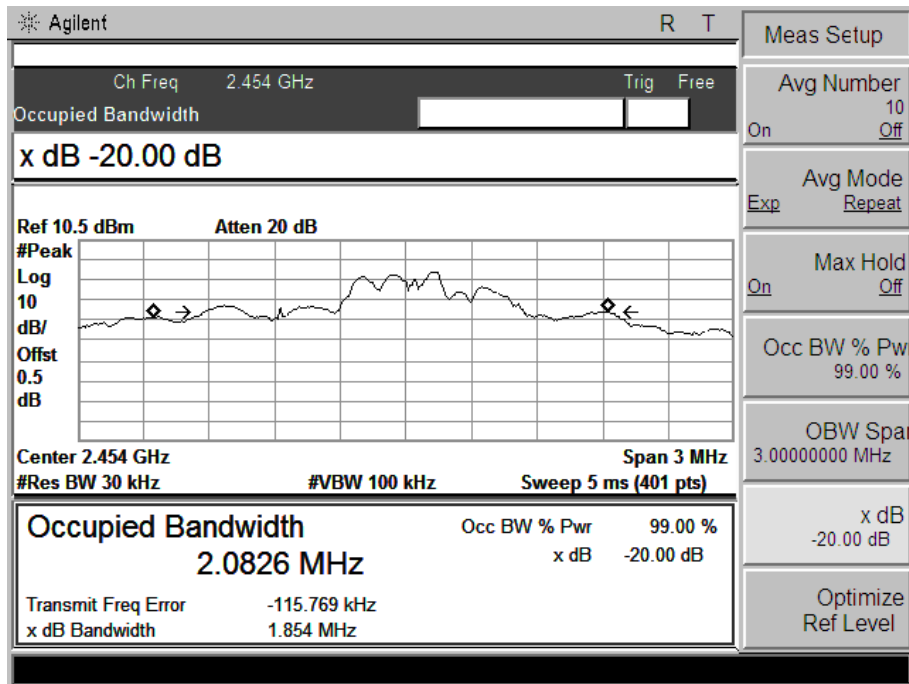 Agilent R T
Ch Freq 2.454 GHz Trig Free
Occupied Bandwidth
x dB -20.00 dB
Ref 10.5 dBm Atten 20 dB
#Peak
Log
10
dB/
Offst
0.5
dB
Center 2.454 GHz Span 3 MHz
#Res BW 30 kHz #VBW 100 kHz Sweep 5 ms (401 pts)
Occupied Bandwidth
2.0826 MHz
Occ BW % Pwr 99.00 %
x dB -20.00 dB
Transmit Freq Error -115.769 kHz
x dB Bandwidth 1.854 MHz
Meas Setup
Avg Number
10
On Off
Avg Mode
Exp Repeat
Max Hold
On Off
Occ BW % Pw
99.00 %
OBW Spa
3.00000000 MHz
x dB
-20.00 dB
Optimize
Ref Level